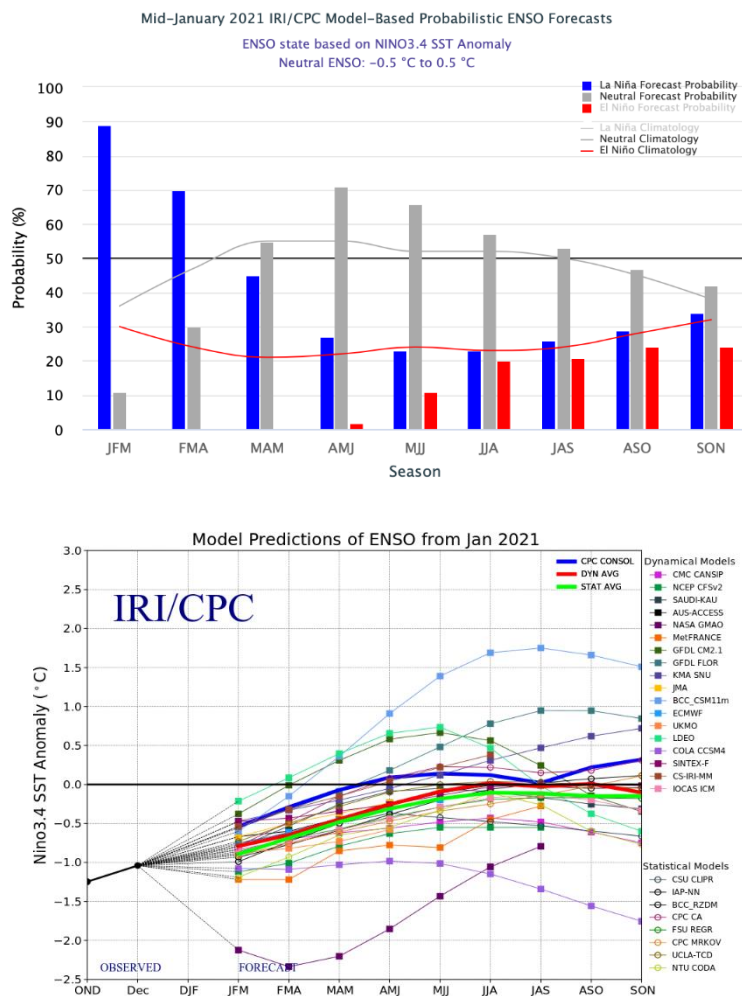 Mid-January 2021 IRI/CPC Model-Based Probabilistic ENSO Forecasts
ENSO state based on NINO3.4 SST Anomaly
Neutral ENSO: -0.5 °C to 0.5 °C
La Niña Forecast Probability
Neutral Forecast Probability
El Niño Forecast Probability
La Niña Climatology
Neutral Climatology
El Niño Climatology
Probability (%)
100
90
80
70
60
50
40
30
20
10
0
JFM FMA MAM AMJ MJJ JJA JAS ASO SON
Season
Model Predictions of ENSO from Jan 2021
IRI/CPC
CPC CONSOL
DYN AVG
STAT AVG
Nino3.4 SST Anomaly (°C)
3.0
2.5
2.0
1.5
1.0
0.5
0.0
-0.5
-1.0
-1.5
-2.0
-2.5
OBSERVED FORECAST
OND Dec DJF JFM FMA MAM AMJ MJJ JJA JAS ASO SON
Dynamical Models
CMC CANSIP
NCEP CFSv2
SAUDI-KAU
AUS-ACCESS
NASA GMAO
MetFRANCE
GFDL CM2.1
GFDL FLOR
KMA SNU
JMA
BCC_CSM11m
ECMWF
UKMO
LDEO
COLA CCSM4
SINTEX-F
CS-IRI-MM
IOCAS ICM
Statistical Models
CSU CLIPR
IAP-NN
BCC_RZDM
CPC CA
FSU REGR
CPC MRKOV
UCLA-TCD
NTU CODA